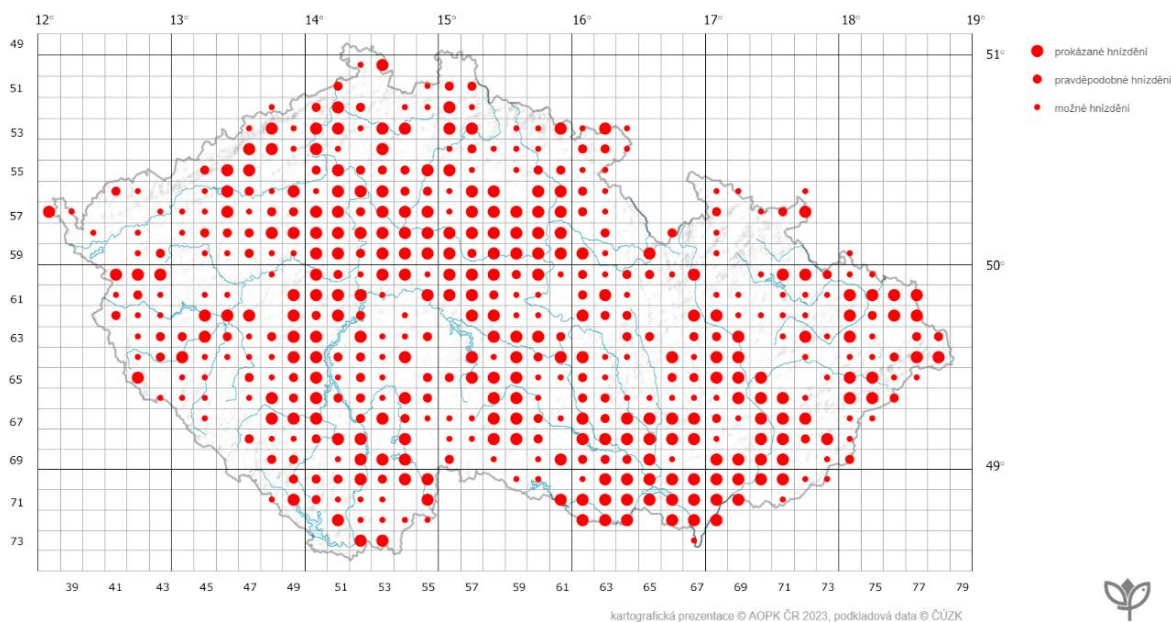 12° 13° 14° 15° 16° 17° 18° 19°
49
51°
prokázané hnízdění
51
pravděpodobné hnízdění
možné hnízdění
53
55
57
59
50°
61
63
65
67
69
49°
71
73
39 41 43 45 47 49 51 53 55 57 59 61 63 65 67 69 71 73 75 77 79
kartografická prezentace © AOPK ČR 2023, podkladová data © ČÚZK